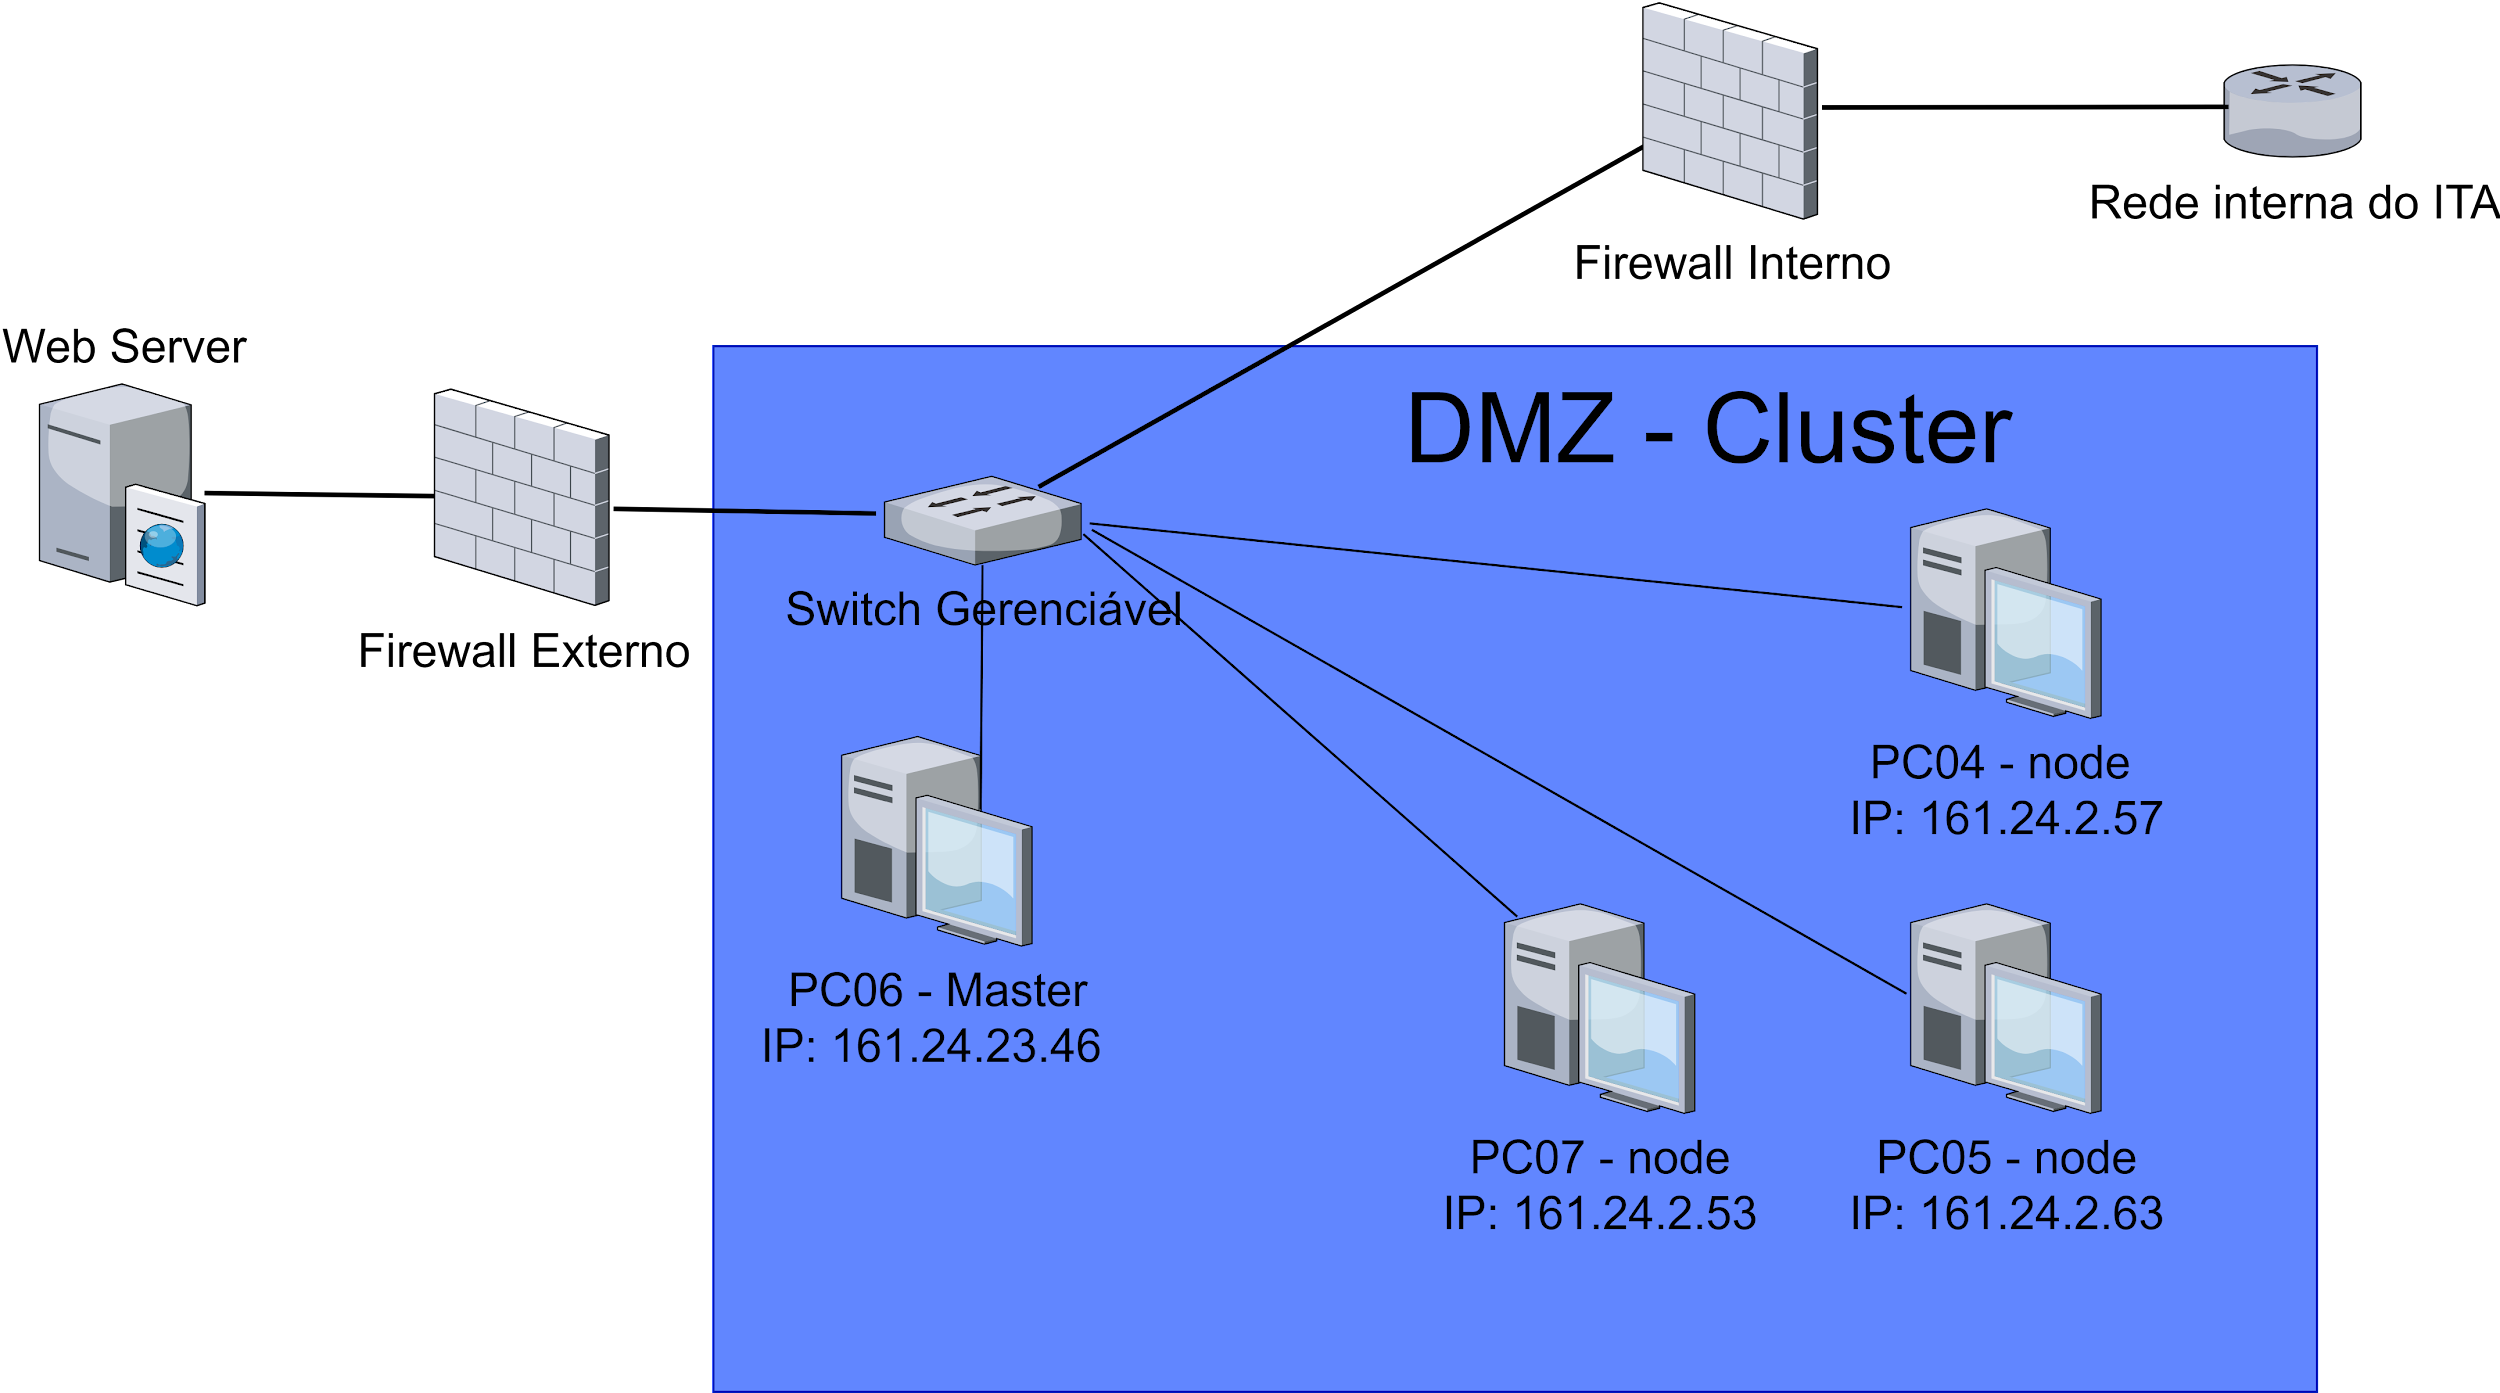 Rede interna do ITA
Firewall Interno
Web Server
DMZ - Cluster
Switch Gerenciável
Firewall Externo
PC04 - node
IP: 161.24.2.57
PC06 - Master
IP: 161.24.23.46
PC07 - node
IP: 161.24.2.53
PC05 - node
IP: 161.24.2.63